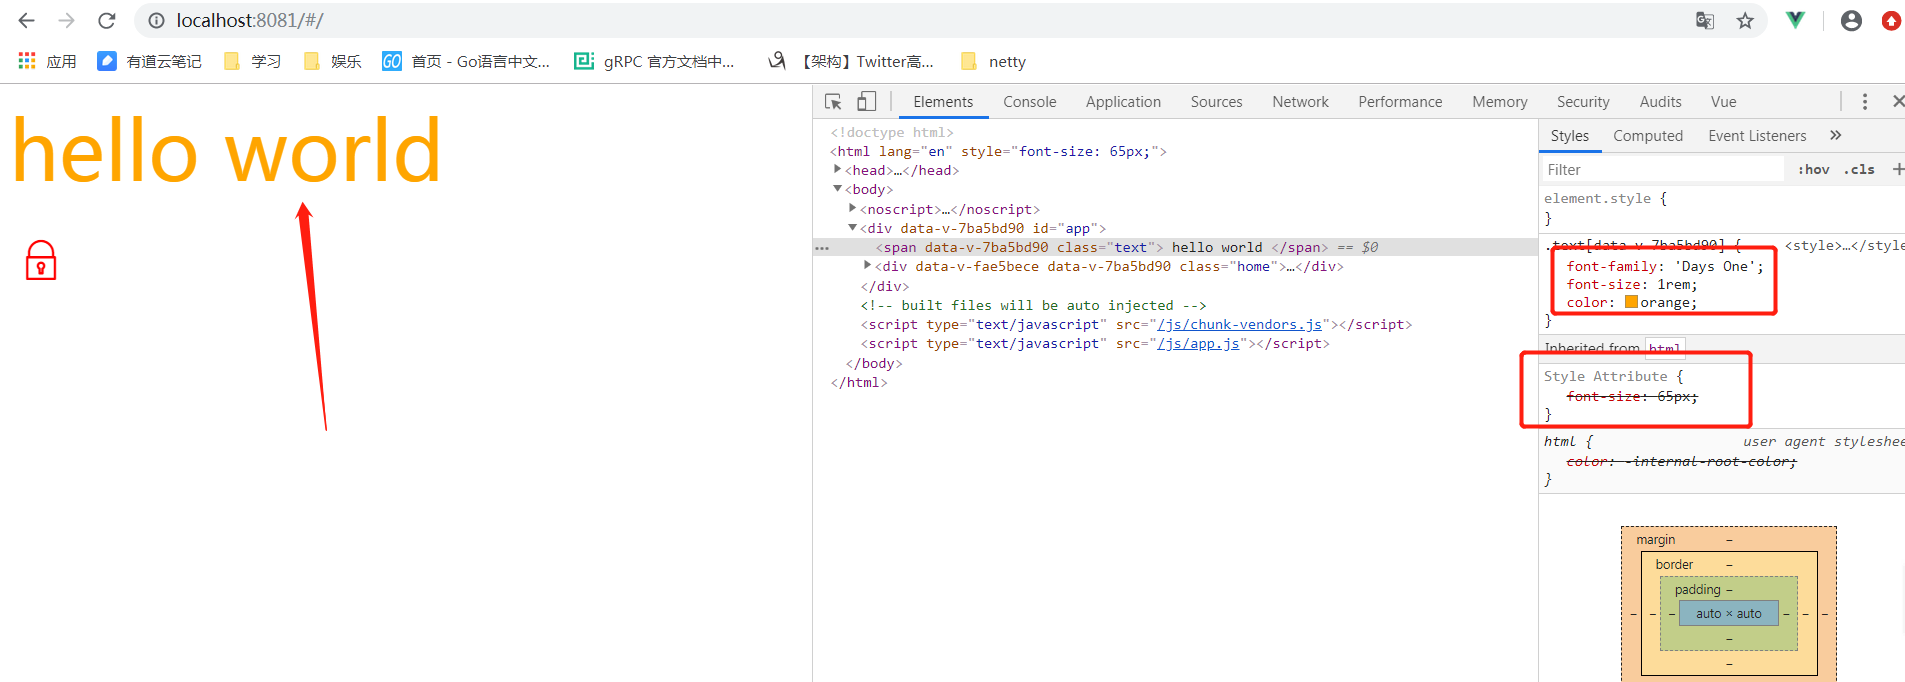 localhost:8081/#/
应用 有道云笔记 学习 娱乐 GO 首页 - Go语言中文... gRPC 官方文档中... 【架构】Twitter高... netty
hello world
Elements Console Application Sources Network Performance Memory Security Audits Vue
<!doctype html>
<html lang="en" style="font-size: 65px;">
<head>…</head>
<body>
<noscript>…</noscript>
<div data-v-7ba5bd90 id="app">
<span data-v-7ba5bd90 class="text"> hello world </span> == $0
<div data-v-fae5bece data-v-7ba5bd90 class="home">…</div>
</div>
<!-- built files will be auto injected -->
<script type="text/javascript" src="/js/chunk-vendors.js"></script>
<script type="text/javascript" src="/js/app.js"></script>
</body>
</html>
Styles Computed Event Listeners »
Filter :hov .cls +
element.style {
}
.text[data-v-7ba5bd90] { <style>…</style
font-family: 'Days One';
font-size: 1rem;
color: orange;
}
Inherited from html
Style Attribute {
font-size: 65px;
}
html { user agent styleshee
color: -internal-root-color;
}
margin –
border –
padding –
– – – auto × auto – – –
–
–